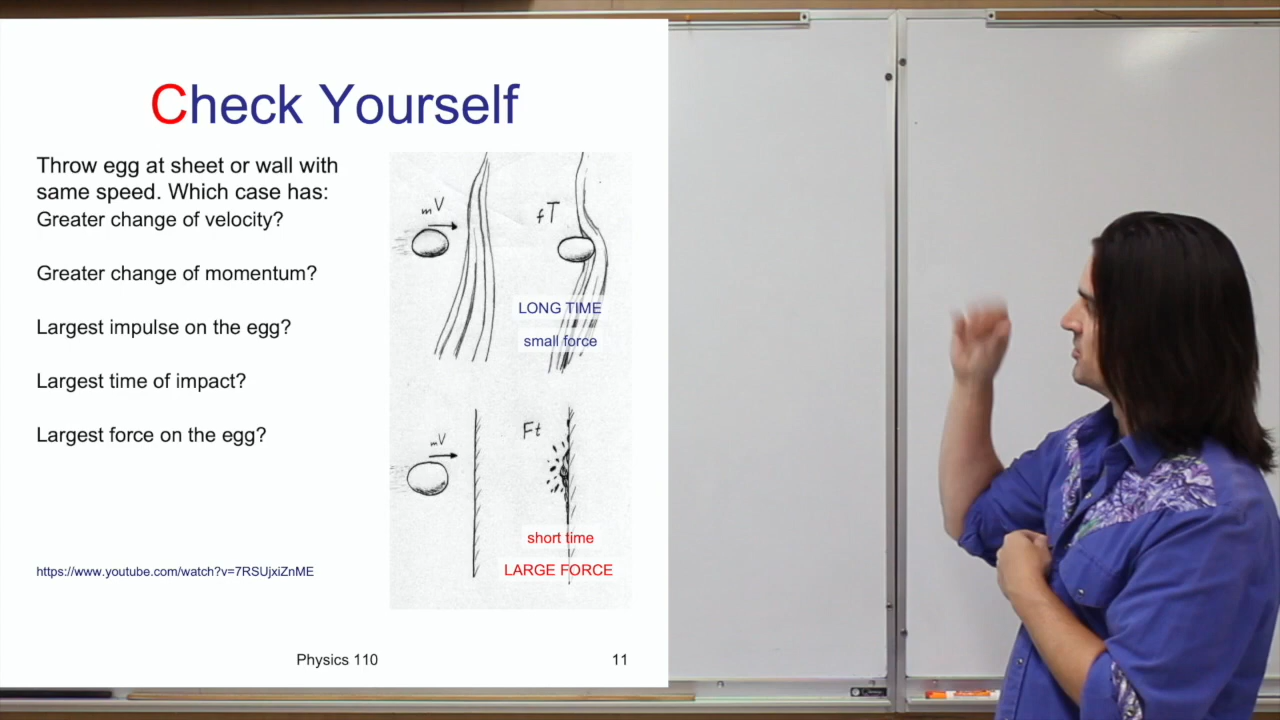 Check Yourself
Throw egg at sheet or wall with
same speed. Which case has:
Greater change of velocity?
Greater change of momentum?
Largest impulse on the egg?
Largest time of impact?
Largest force on the egg?
https://www.youtube.com/watch?v=7RSUjxiZnME
mV
fT
LONG TIME
small force
mV
Ft
short time
LARGE FORCE
Physics 110
11